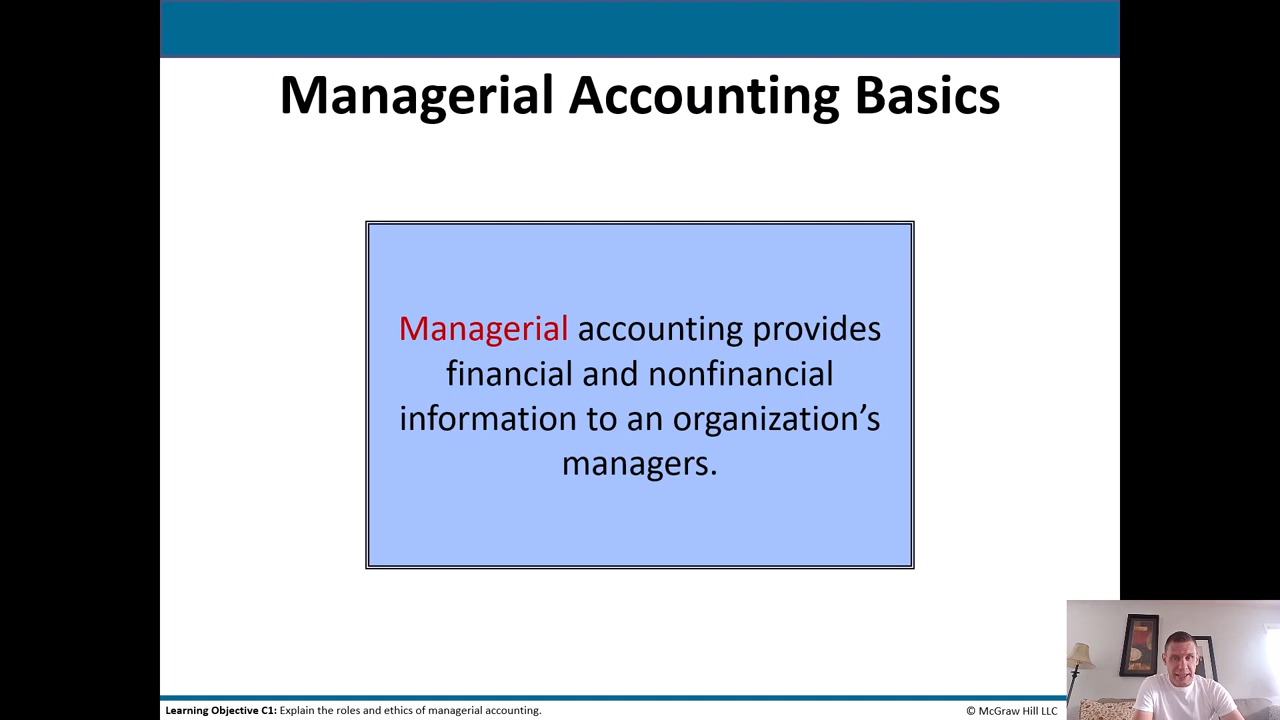 Managerial Accounting Basics
Managerial accounting provides
financial and nonfinancial
information to an organization’s
managers.
Learning Objective C1: Explain the roles and ethics of managerial accounting.
© McGraw Hill LLC